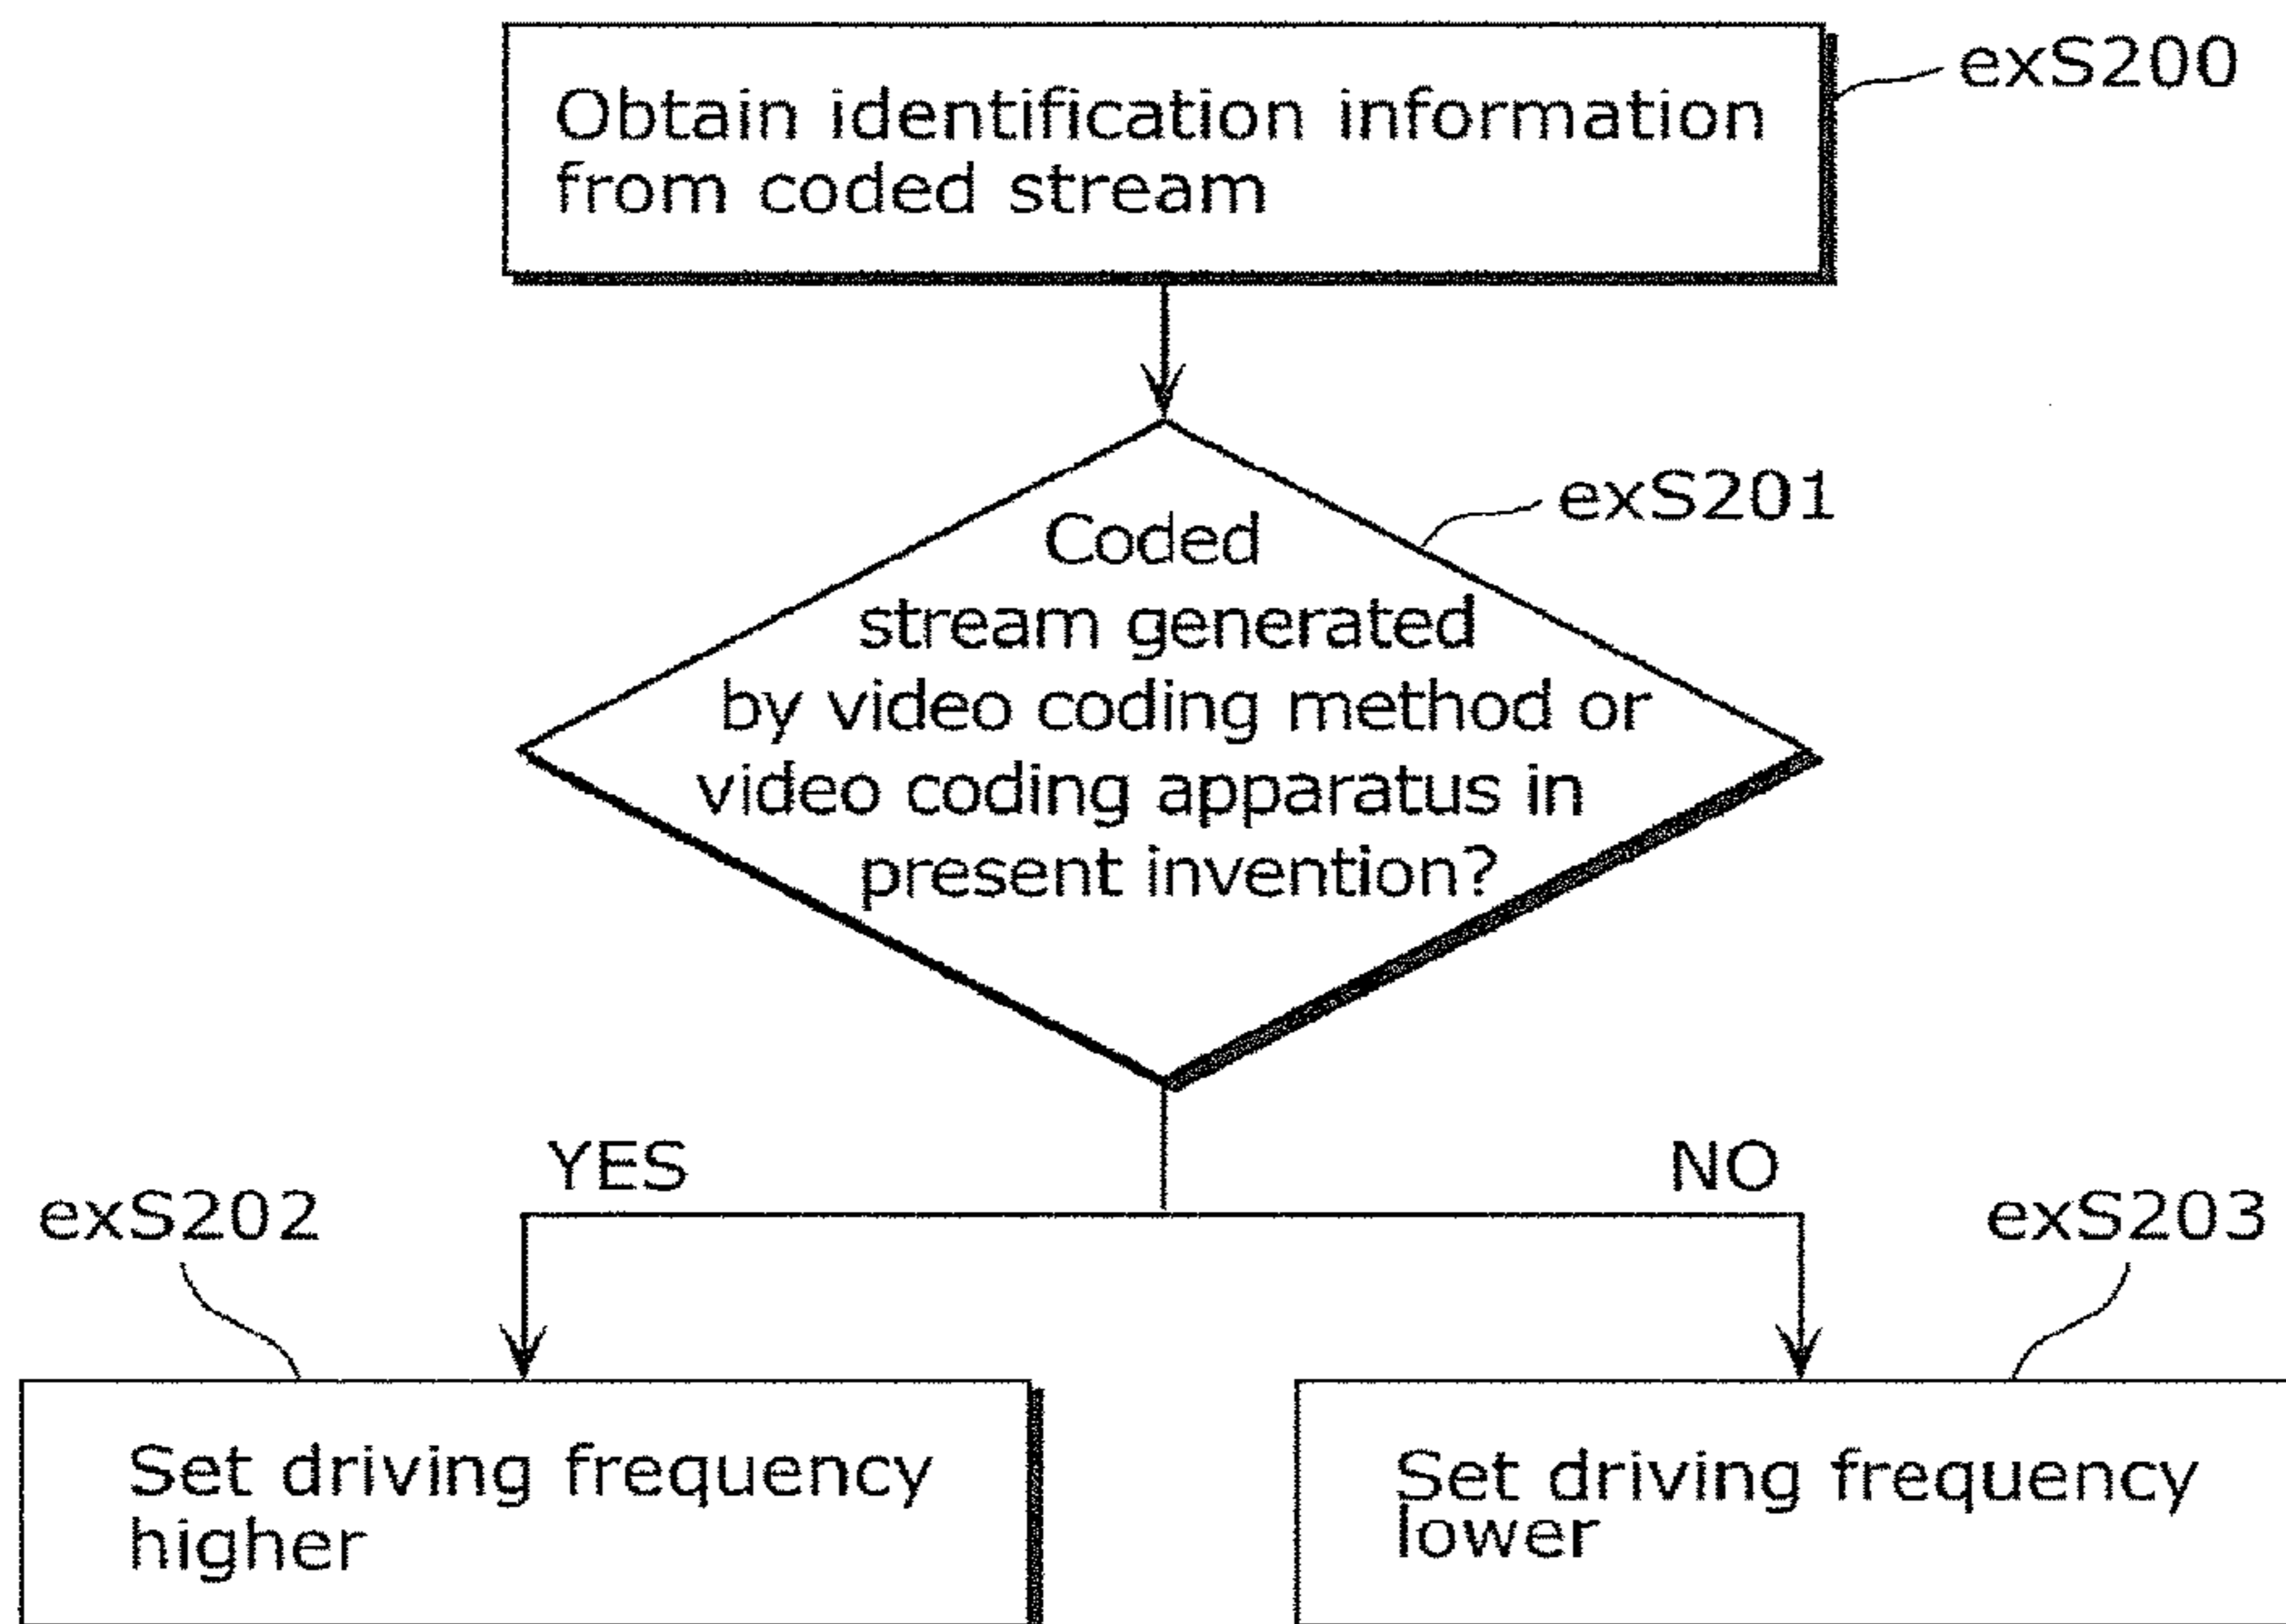 Obtain identification information
from coded stream
exS200
Coded
stream generated
by video coding method or
video coding apparatus in
present invention?
exS201
YES
NO
exS202
exS203
Set driving frequency
higher
Set driving frequency
lower